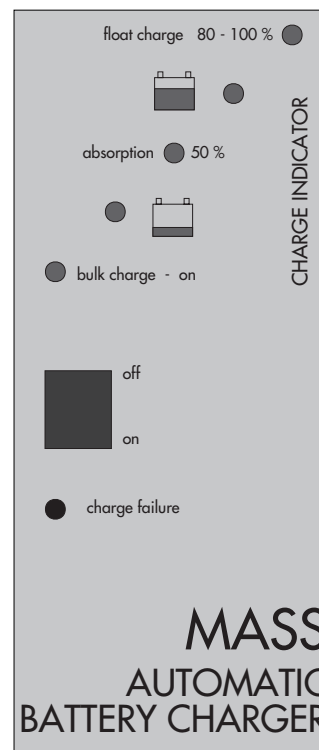 float charge 80 - 100 %
CHARGE INDICATOR
absorption 50 %
bulk charge - on
off
on
charge failure
MASS
AUTOMATIC
BATTERY CHARGER